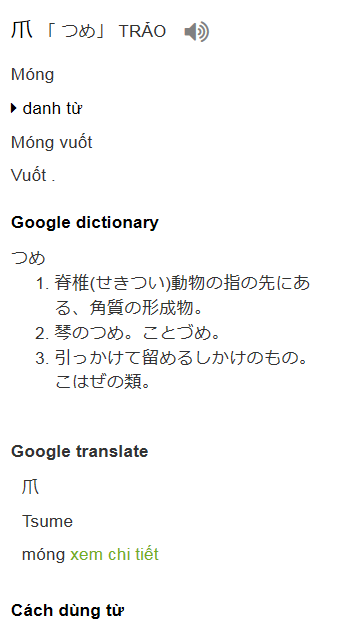 爪 「 つめ」 TRẢO
Móng
danh từ
Móng vuốt
Vuốt .
Google dictionary
つめ
1. 脊椎(せきつい)動物の指の先にあ
る、角質の形成物。
2. 琴のつめ。ことづめ。
3. 引っかけて留めるしかけのもの。
こはぜの類。
Google translate
爪
Tsume
móng xem chi tiết
Cách dùng từ